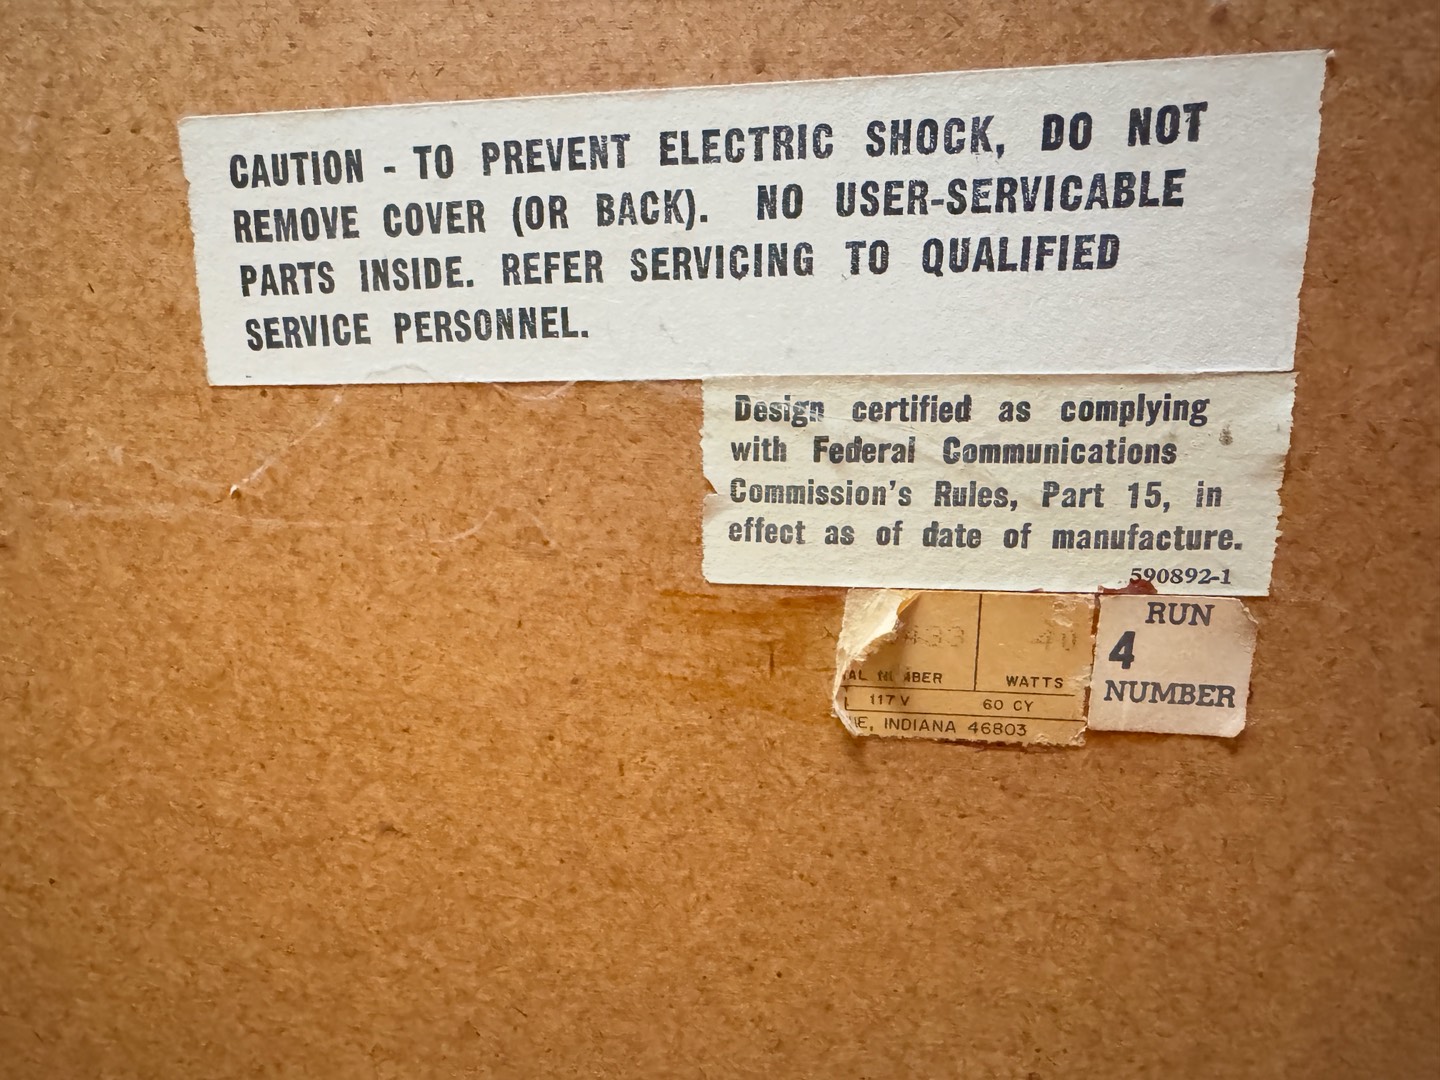 CAUTION - TO PREVENT ELECTRIC SHOCK, DO NOT
REMOVE COVER (OR BACK). NO USER-SERVICABLE
PARTS INSIDE. REFER SERVICING TO QUALIFIED
SERVICE PERSONNEL.
Design certified as complying
with Federal Communications
Commission's Rules, Part 15, in
effect as of date of manufacture.
590892-1
WATTS
117 V 60 CY
INDIANA 46803
RUN
4
NUMBER